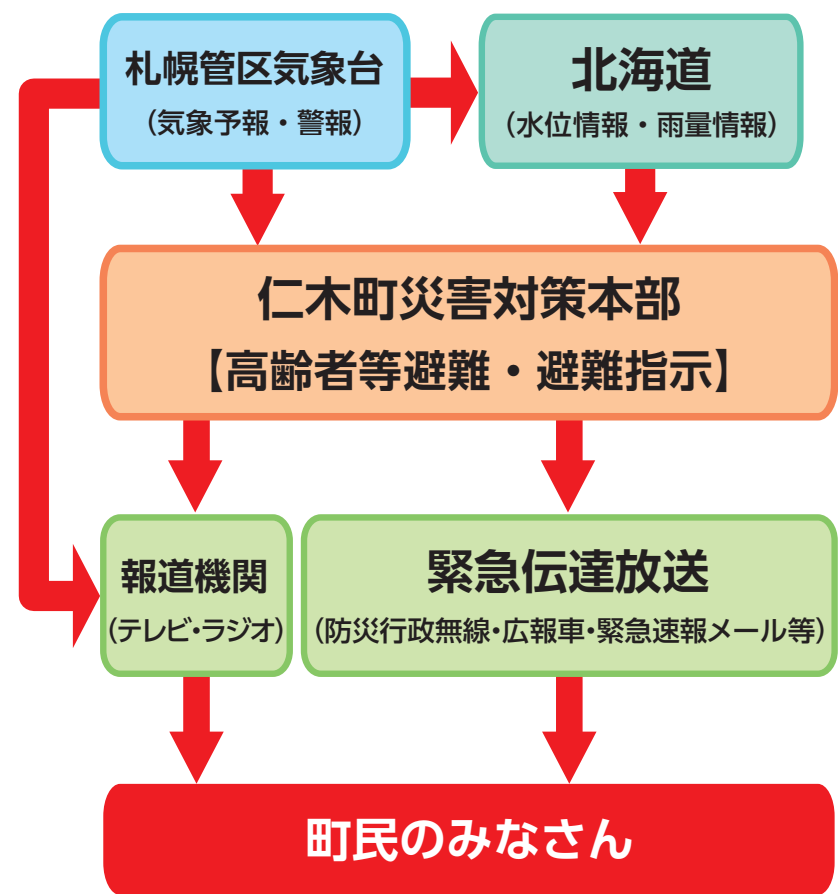 札幌管区気象台
（気象予報・警報）
北海道
（水位情報・雨量情報）
仁木町災害対策本部
【高齢者等避難・避難指示】
報道機関
（テレビ・ラジオ）
緊急伝達放送
（防災行政無線・広報車・緊急速報メール等）
町民のみなさん